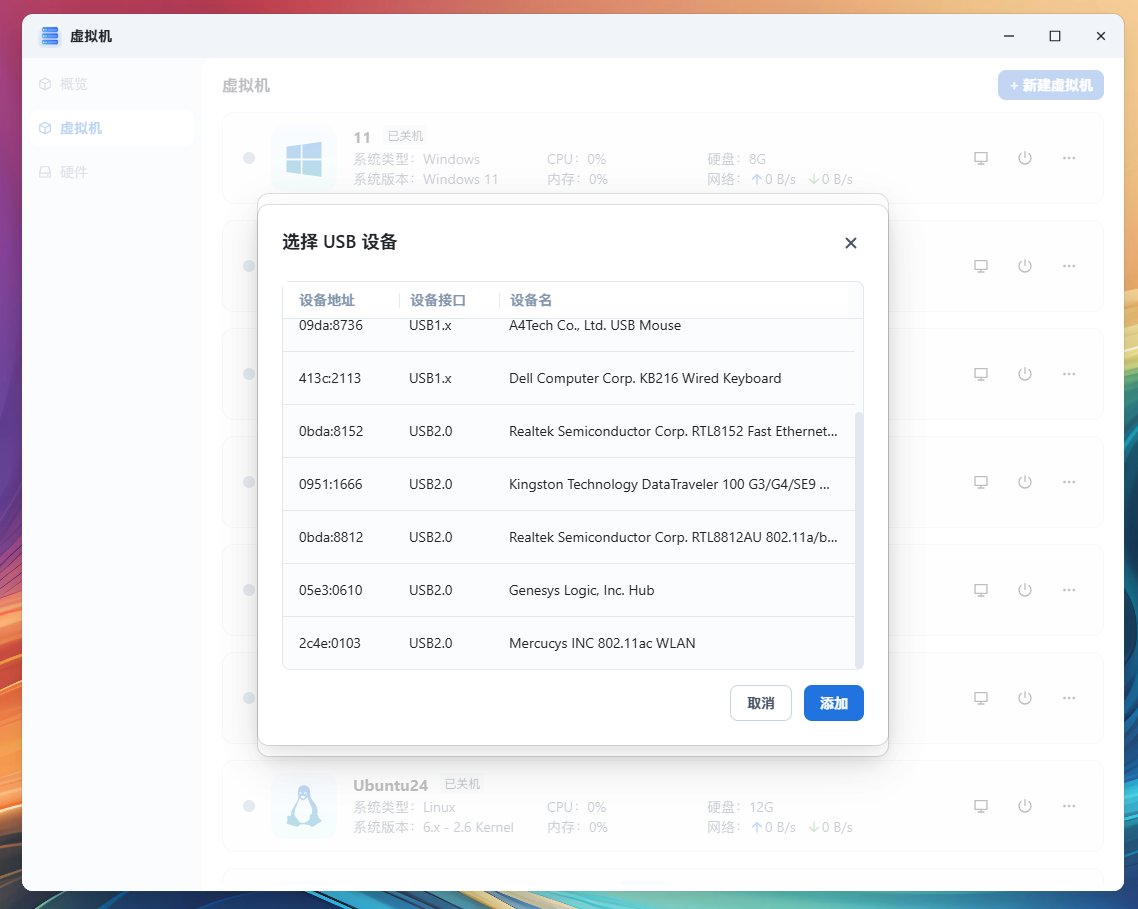 虚拟机
概览
虚拟机
硬件
虚拟机
+ 新建虚拟机
11 已关机
系统类型: Windows CPU: 0% 硬盘: 8G
系统版本: Windows 11 内存: 0% 网络: ↑0 B/s ↓0 B/s
选择 USB 设备
设备地址 设备接口 设备名
09da:8736 USB1.x A4Tech Co., Ltd. USB Mouse
413c:2113 USB1.x Dell Computer Corp. KB216 Wired Keyboard
0bda:8152 USB2.0 Realtek Semiconductor Corp. RTL8152 Fast Ethernet...
0951:1666 USB2.0 Kingston Technology DataTraveler 100 G3/G4/SE9 ...
0bda:8812 USB2.0 Realtek Semiconductor Corp. RTL8812AU 802.11a/b...
05e3:0610 USB2.0 Genesys Logic, Inc. Hub
2c4e:0103 USB2.0 Mercucys INC 802.11ac WLAN
取消 添加
Ubuntu24 已关机
系统类型: Linux CPU: 0% 硬盘: 12G
系统版本: 6.x - 2.6 Kernel 内存: 0% 网络: ↑0 B/s ↓0 B/s